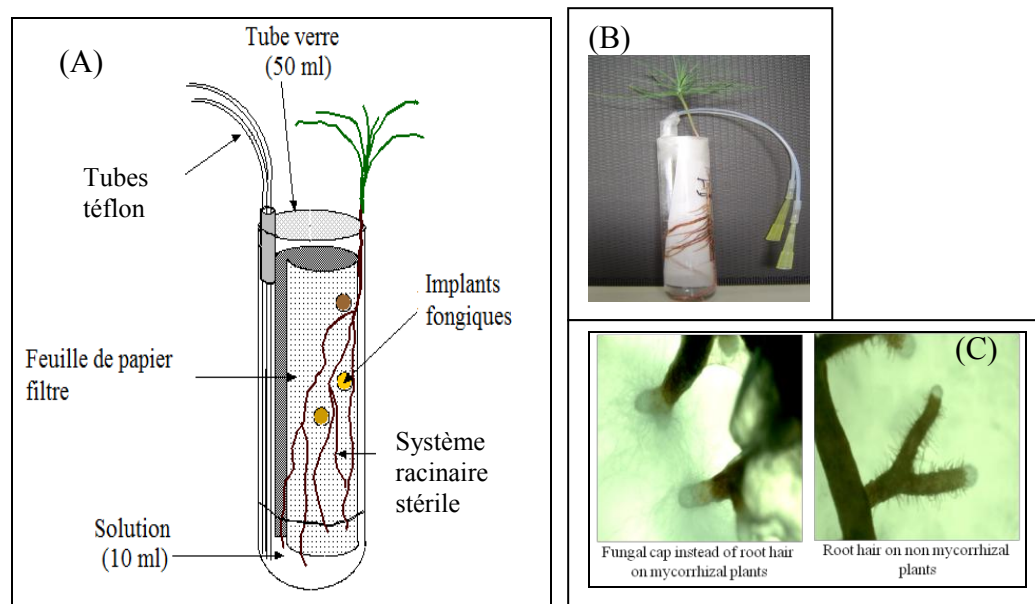 (A)
Tube verre
(50 ml)
Tubes
téflon
Implants
fongiques
Feuille de papier
filtre
Système
racinaire
stérile
Solution
(10 ml)
(B)
(C)
Fungal cap instead of root hair
on mycorrhizal plants
Root hair on non mycorrhizal
plants